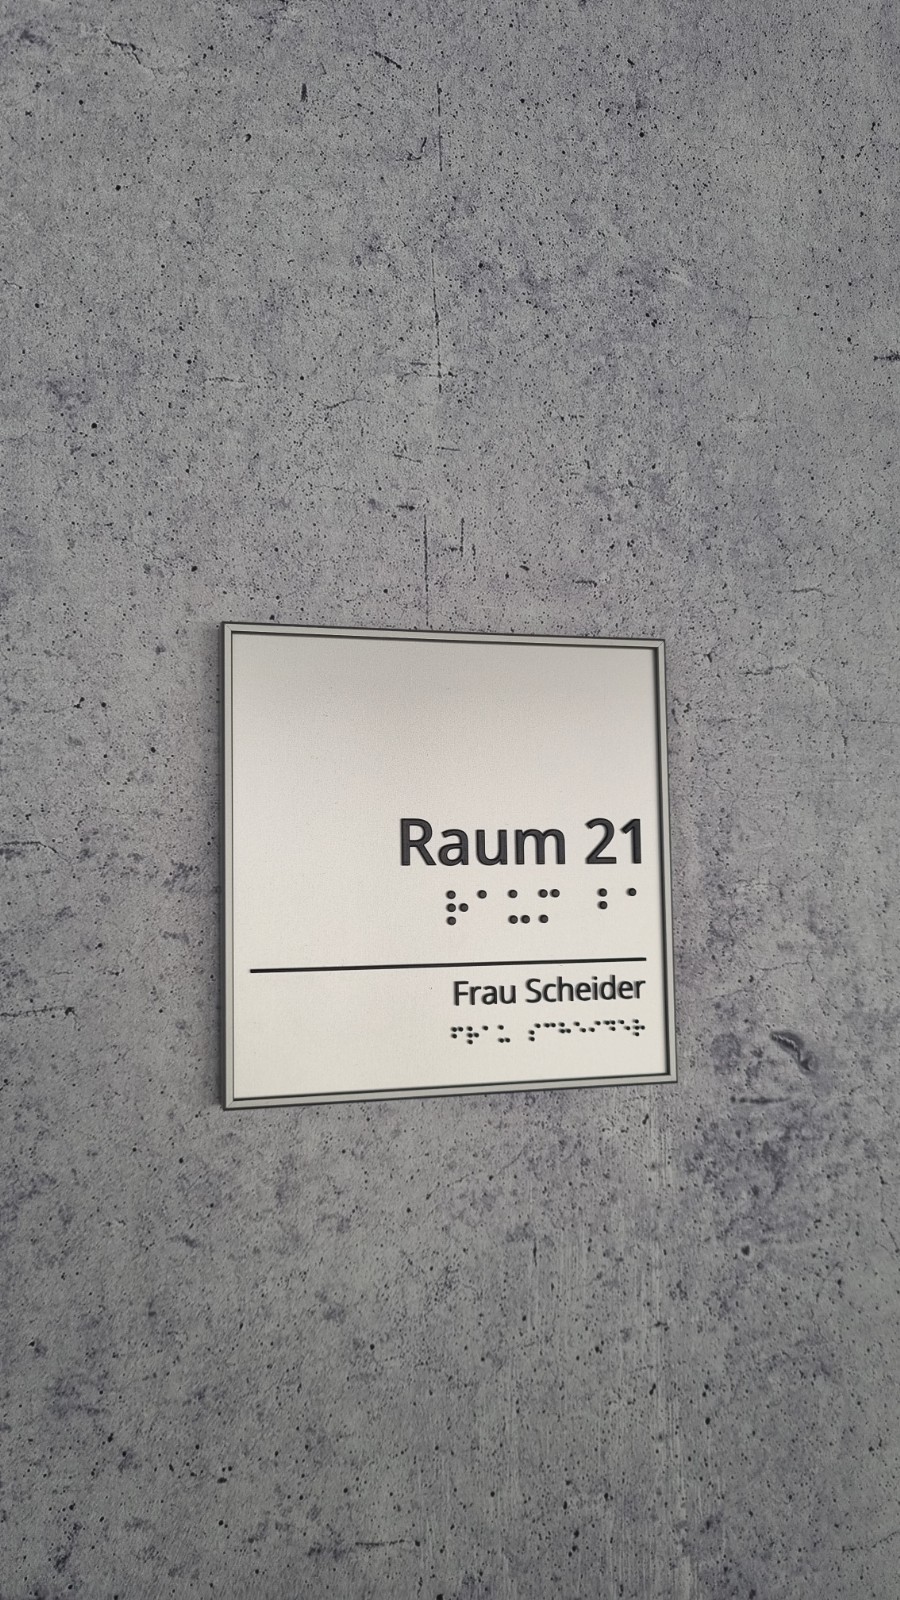 Raum 21
⠗⠁⠥⠍ ⠃⠁
Frau Scheider
⠋⠗⠁⠥ ⠎⠉⠓⠑⠊⠙⠑⠗